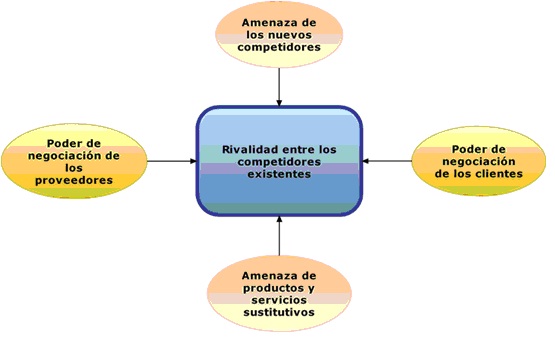 Amenaza de
los nuevos
competidores
Poder de
negociación de
los
proveedores
Rivalidad entre los
competidores
existentes
Poder de
negociación
de los clientes
Amenaza de
productos y
servicios
sustitutivos